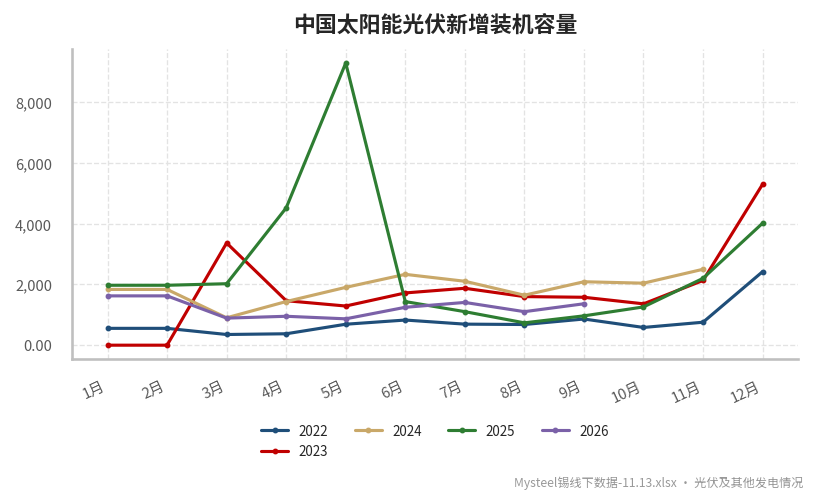 中国太阳能光伏新增装机容量
8,000
6,000
4,000
2,000
0.00
1月 2月 3月 4月 5月 6月 7月 8月 9月 10月 11月 12月
2022 2024 2025 2026
2023
Mysteel锡线下数据-11.13.xlsx • 光伏及其他发电情况